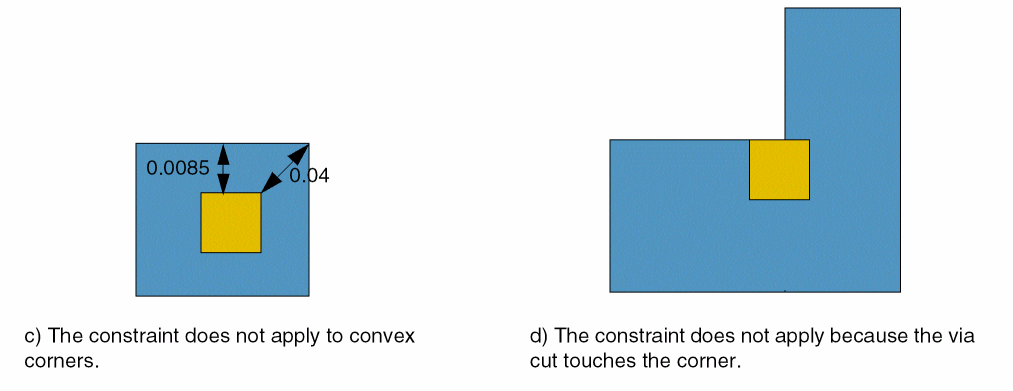 0.0085
0.04
c) The constraint does not apply to convex
corners.
d) The constraint does not apply because the via
cut touches the corner.